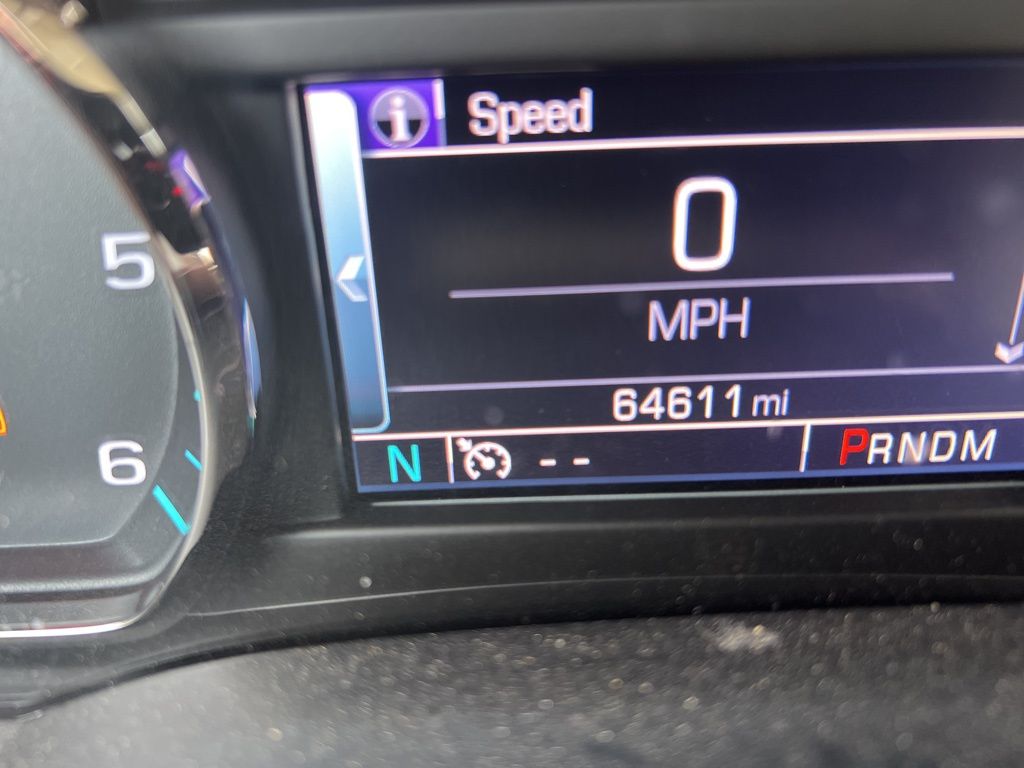 i Speed
0
MPH
5
64611 mi
6
N -- PRNDM